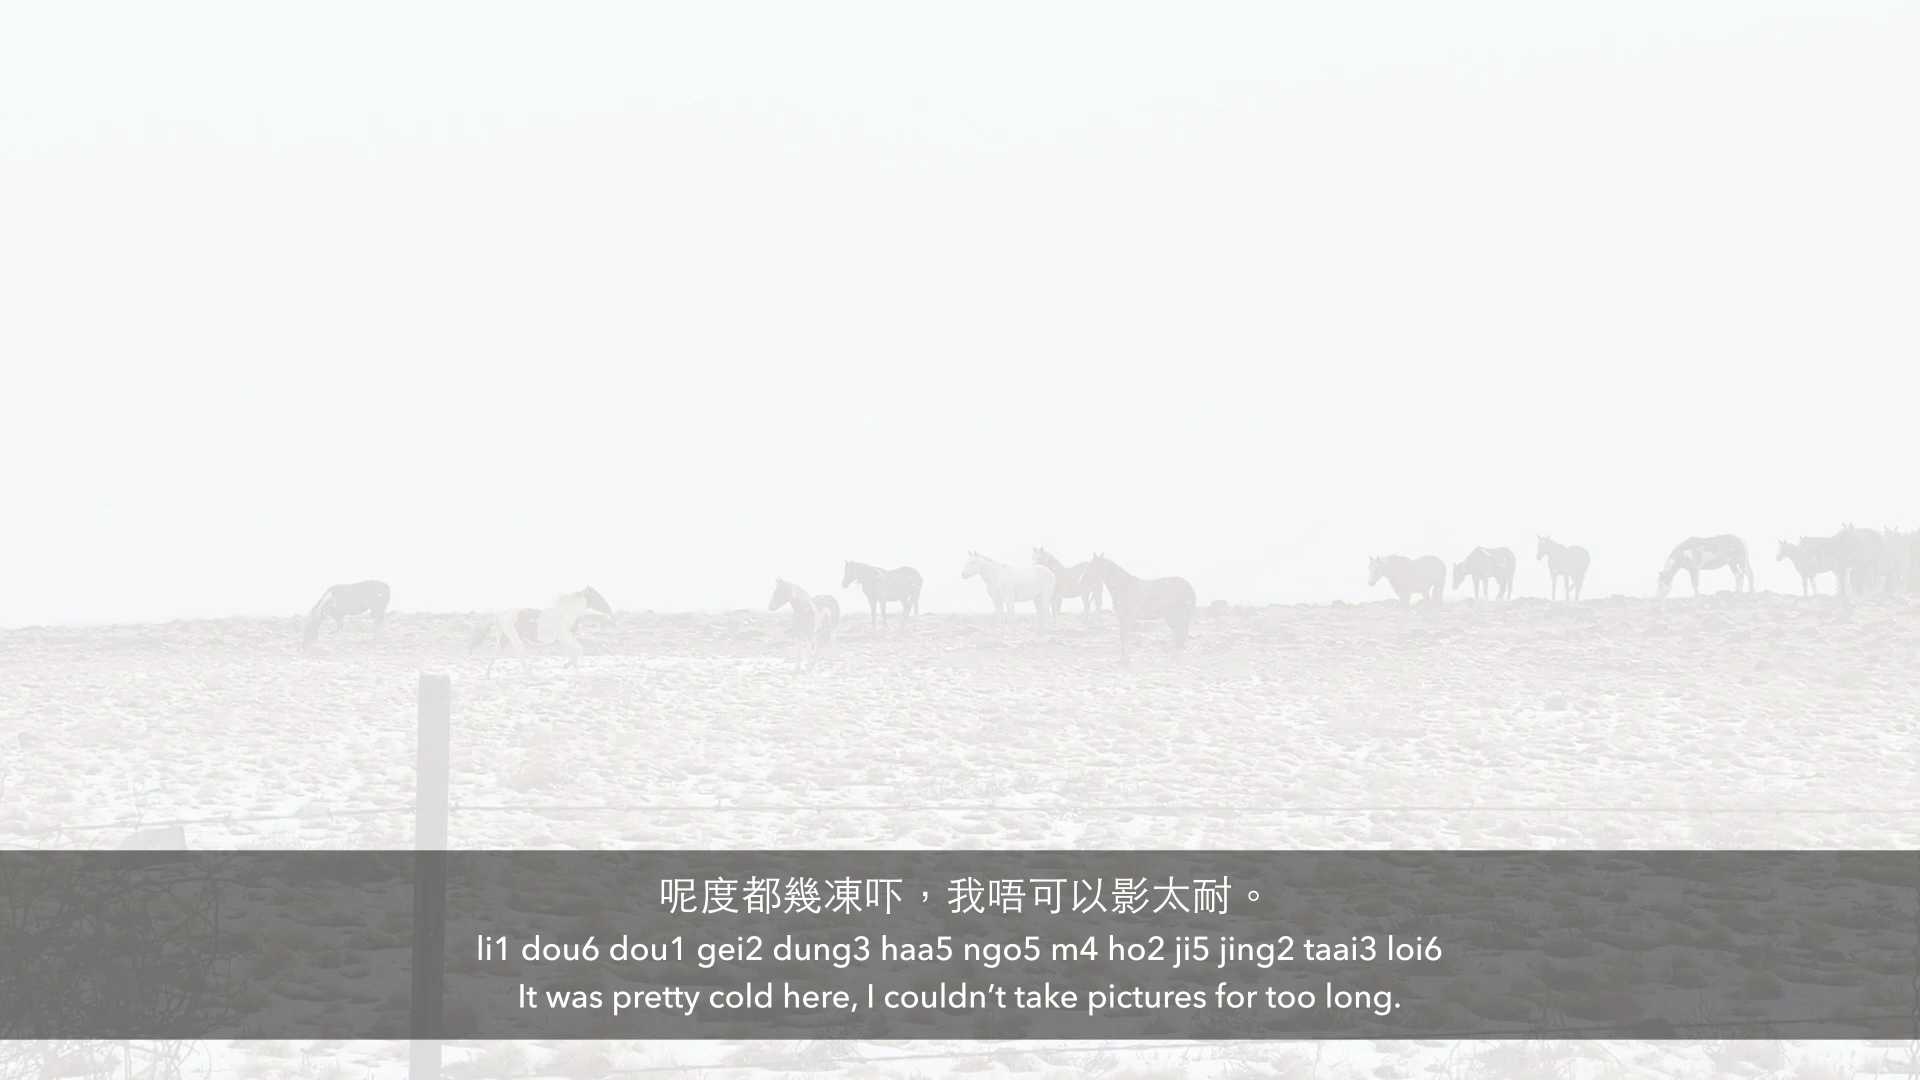 呢度都幾凍吓，我唔可以影太耐。
li1 dou6 dou1 gei2 dung3 haa5 ngo5 m4 ho2 ji5 jing2 taai3 loi6
It was pretty cold here, I couldn’t take pictures for too long.